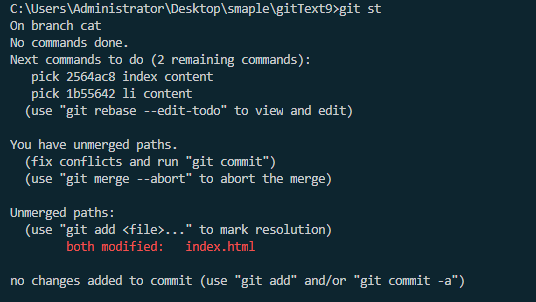 C:\Users\Administrator\Desktop\smaple\gitText9>git st
On branch cat
No commands done.
Next commands to do (2 remaining commands):
   pick 2564ac8 index content
   pick 1b55642 li content
  (use "git rebase --edit-todo" to view and edit)

You have unmerged paths.
  (fix conflicts and run "git commit")
  (use "git merge --abort" to abort the merge)

Unmerged paths:
  (use "git add <file>..." to mark resolution)
        both modified:   index.html

no changes added to commit (use "git add" and/or "git commit -a")